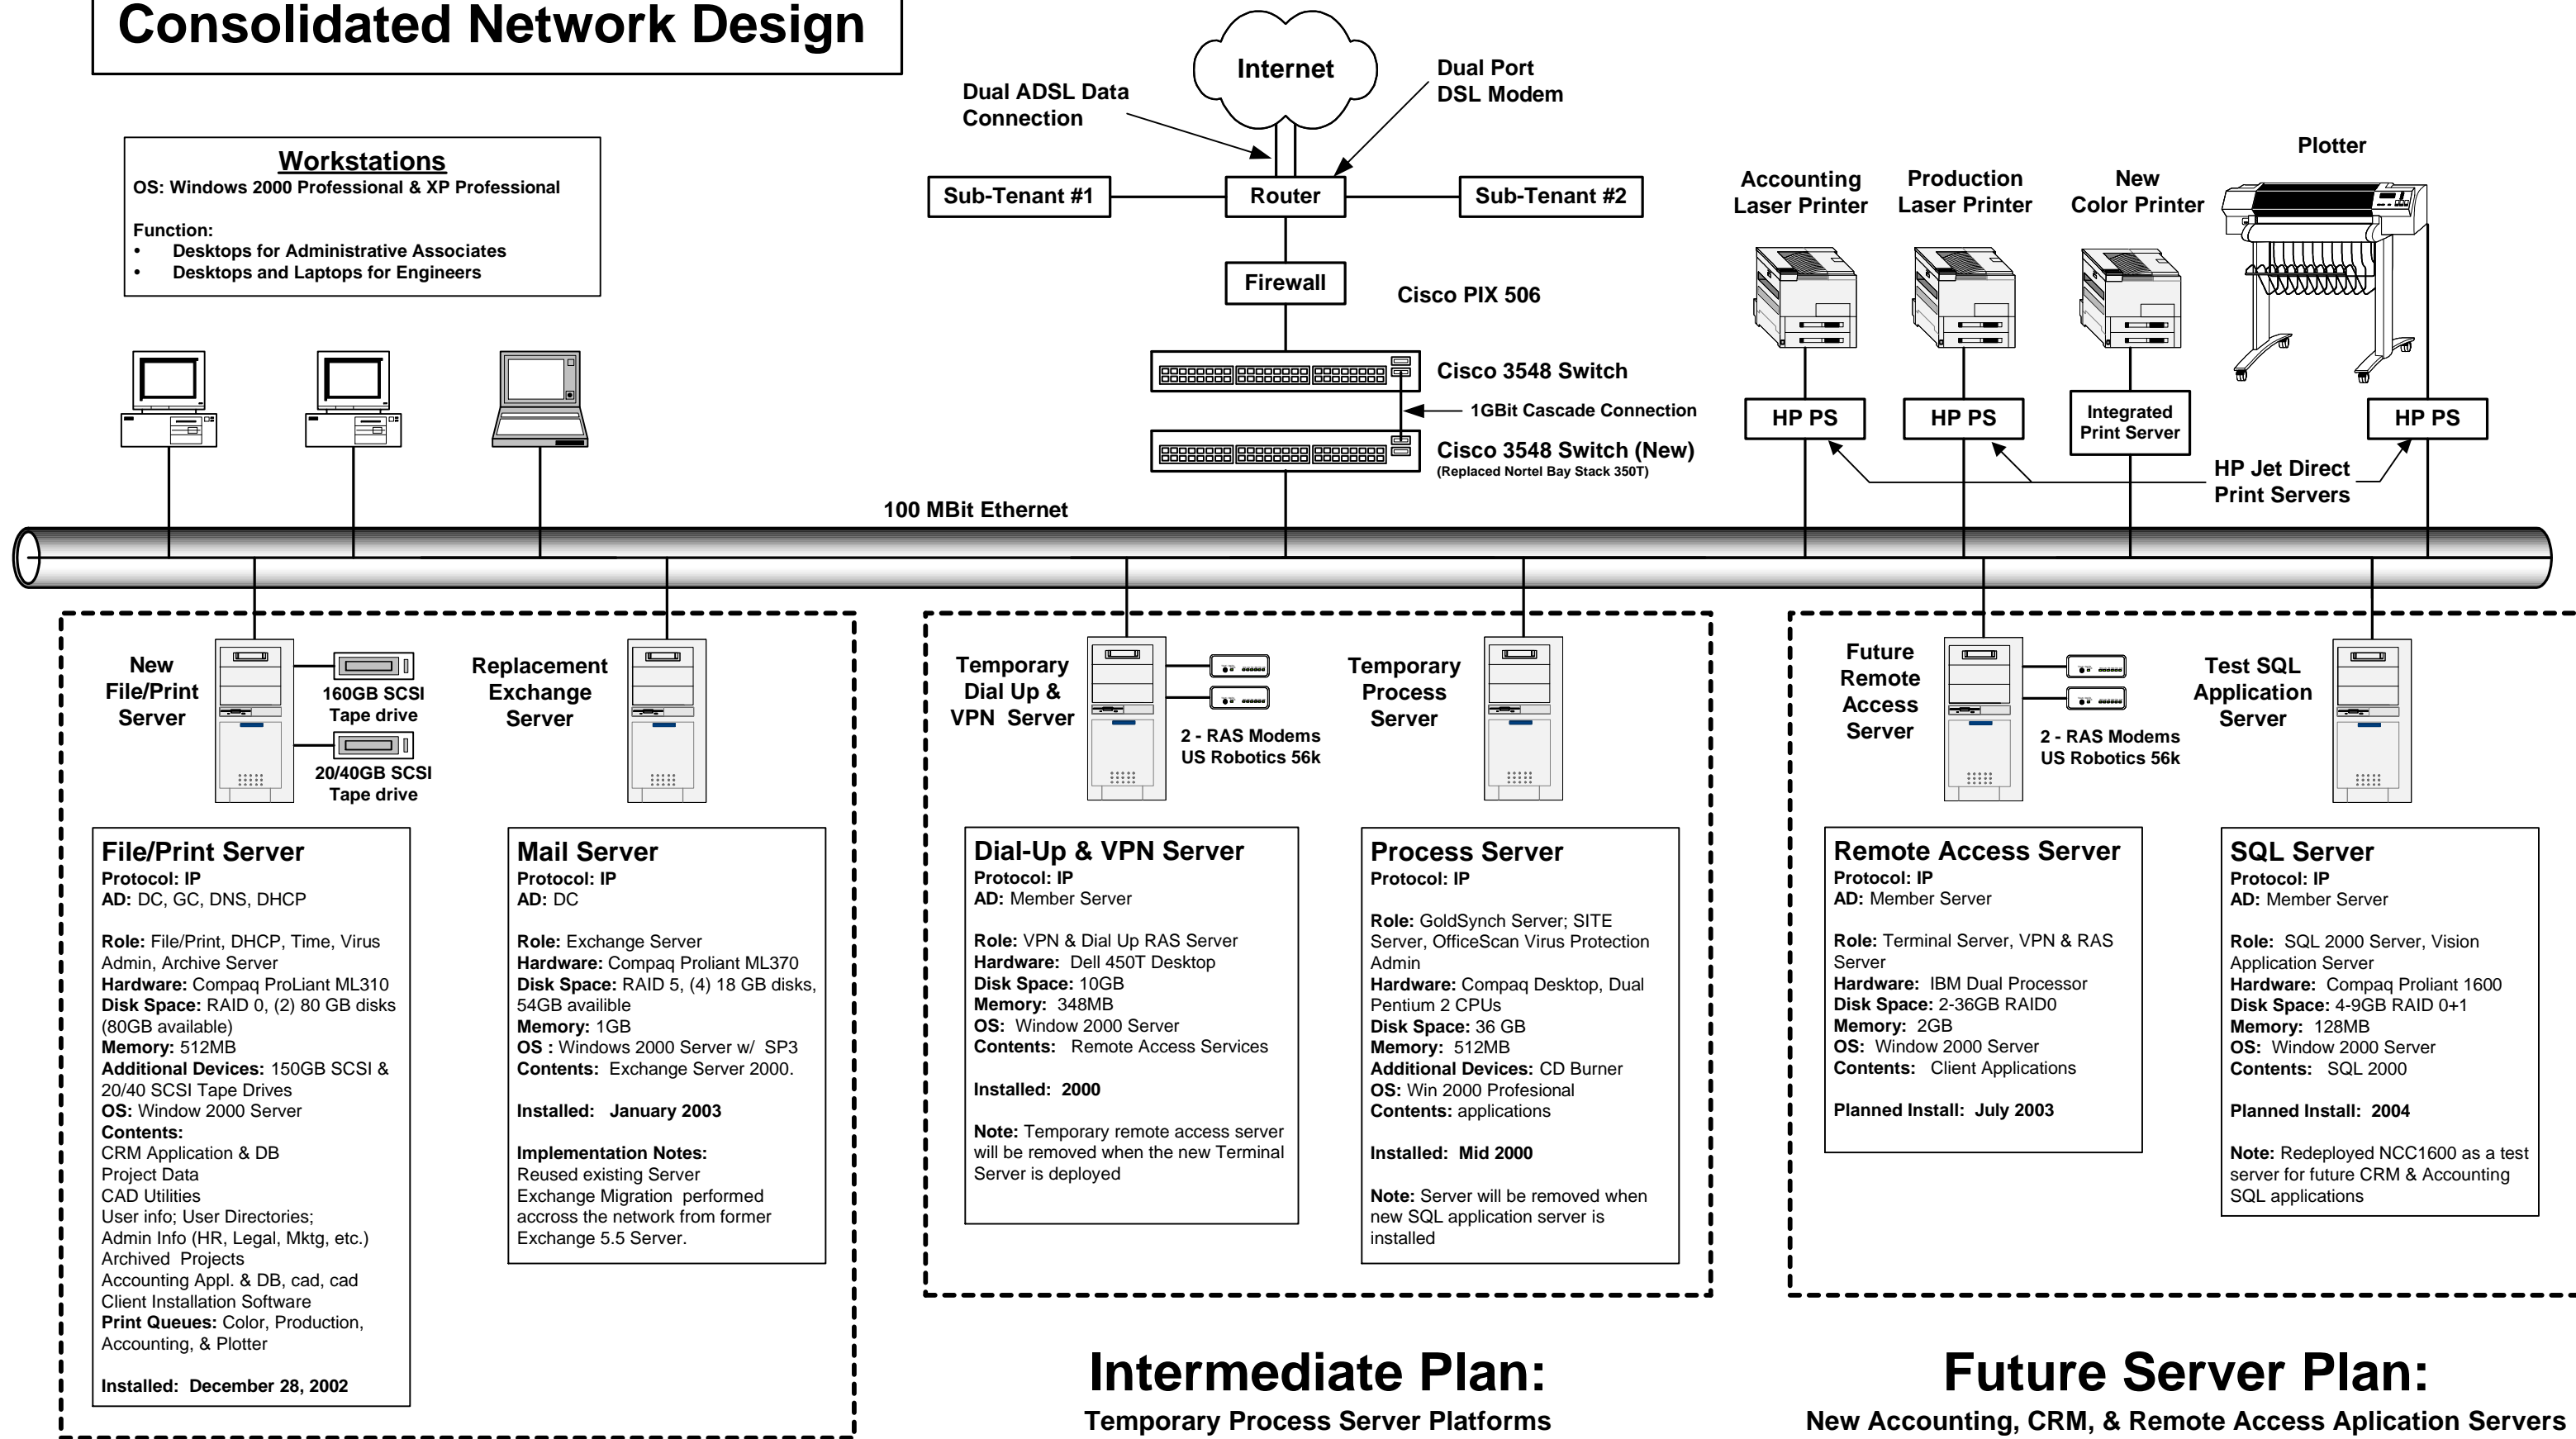 Consolidated Network Design
Workstations
OS: Windows 2000 Professional & XP Professional
Function:
• Desktops for Administrative Associates
• Desktops and Laptops for Engineers
Internet
Dual ADSL Data
Connection
Dual Port
DSL Modem
Sub-Tenant #1
Router
Sub-Tenant #2
Firewall
Cisco PIX 506
Cisco 3548 Switch
1GBit Cascade Connection
Cisco 3548 Switch (New)
(Replaced Nortel Bay Stack 350T)
Accounting
Laser Printer
Production
Laser Printer
New
Color Printer
Plotter
HP PS
HP PS
Integrated
Print Server
HP PS
HP Jet Direct
Print Servers
100 MBit Ethernet
New
File/Print
Server
160GB SCSI
Tape drive
20/40GB SCSI
Tape drive
Replacement
Exchange
Server
Temporary
Dial Up &
VPN Server
2 - RAS Modems
US Robotics 56k
Temporary
Process
Server
Future
Remote
Access
Server
2 - RAS Modems
US Robotics 56k
Test SQL
Application
Server
File/Print Server
Protocol: IP
AD: DC, GC, DNS, DHCP
Role: File/Print, DHCP, Time, Virus
Admin, Archive Server
Hardware: Compaq ProLiant ML310
Disk Space: RAID 0, (2) 80 GB disks
(80GB available)
Memory: 512MB
Additional Devices: 150GB SCSI &
20/40 SCSI Tape Drives
OS: Window 2000 Server
Contents:
CRM Application & DB
Project Data
CAD Utilities
User info; User Directories;
Admin Info (HR, Legal, Mktg, etc.)
Archived Projects
Accounting Appl. & DB, cad, cad
Client Installation Software
Print Queues: Color, Production,
Accounting, & Plotter
Installed: December 28, 2002
Mail Server
Protocol: IP
AD: DC
Role: Exchange Server
Hardware: Compaq Proliant ML370
Disk Space: RAID 5, (4) 18 GB disks,
54GB availible
Memory: 1GB
OS : Windows 2000 Server w/ SP3
Contents: Exchange Server 2000.
Installed: January 2003
Implementation Notes:
Reused existing Server
Exchange Migration performed
accross the network from former
Exchange 5.5 Server.
Dial-Up & VPN Server
Protocol: IP
AD: Member Server
Role: VPN & Dial Up RAS Server
Hardware: Dell 450T Desktop
Disk Space: 10GB
Memory: 348MB
OS: Window 2000 Server
Contents: Remote Access Services
Installed: 2000
Note: Temporary remote access server
will be removed when the new Terminal
Server is deployed
Process Server
Protocol: IP
Role: GoldSynch Server; SITE
Server, OfficeScan Virus Protection
Admin
Hardware: Compaq Desktop, Dual
Pentium 2 CPUs
Disk Space: 36 GB
Memory: 512MB
Additional Devices: CD Burner
OS: Win 2000 Profesional
Contents: applications
Installed: Mid 2000
Note: Server will be removed when
new SQL application server is
installed
Remote Access Server
Protocol: IP
AD: Member Server
Role: Terminal Server, VPN & RAS
Server
Hardware: IBM Dual Processor
Disk Space: 2-36GB RAID0
Memory: 2GB
OS: Window 2000 Server
Contents: Client Applications
Planned Install: July 2003
SQL Server
Protocol: IP
AD: Member Server
Role: SQL 2000 Server, Vision
Application Server
Hardware: Compaq Proliant 1600
Disk Space: 4-9GB RAID 0+1
Memory: 128MB
OS: Window 2000 Server
Contents: SQL 2000
Planned Install: 2004
Note: Redeployed NCC1600 as a test
server for future CRM & Accounting
SQL applications
Intermediate Plan:
Temporary Process Server Platforms
Future Server Plan:
New Accounting, CRM, & Remote Access Aplication Servers